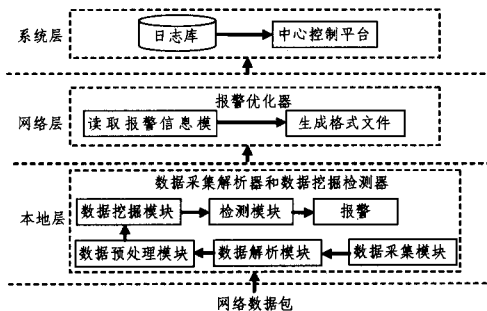 系统层
日志库
中心控制平台
网络层
报警优化器
读取报警信息模
生成格式文件
本地层
数据采集解析器和数据挖掘检测器
数据挖掘模块
检测模块
报警
数据预处理模块
数据解析模块
数据采集模块
网络数据包